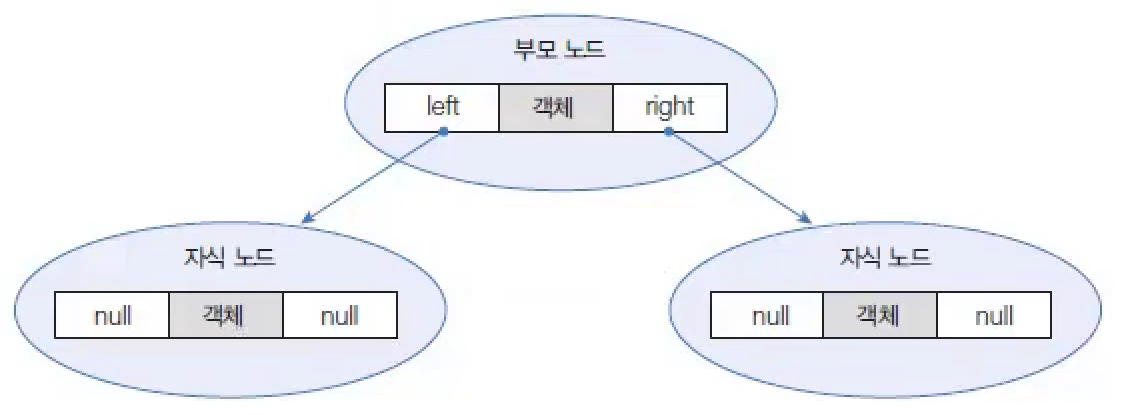 부모 노드
left 객체 right
자식 노드 자식 노드
null 객체 null null 객체 null